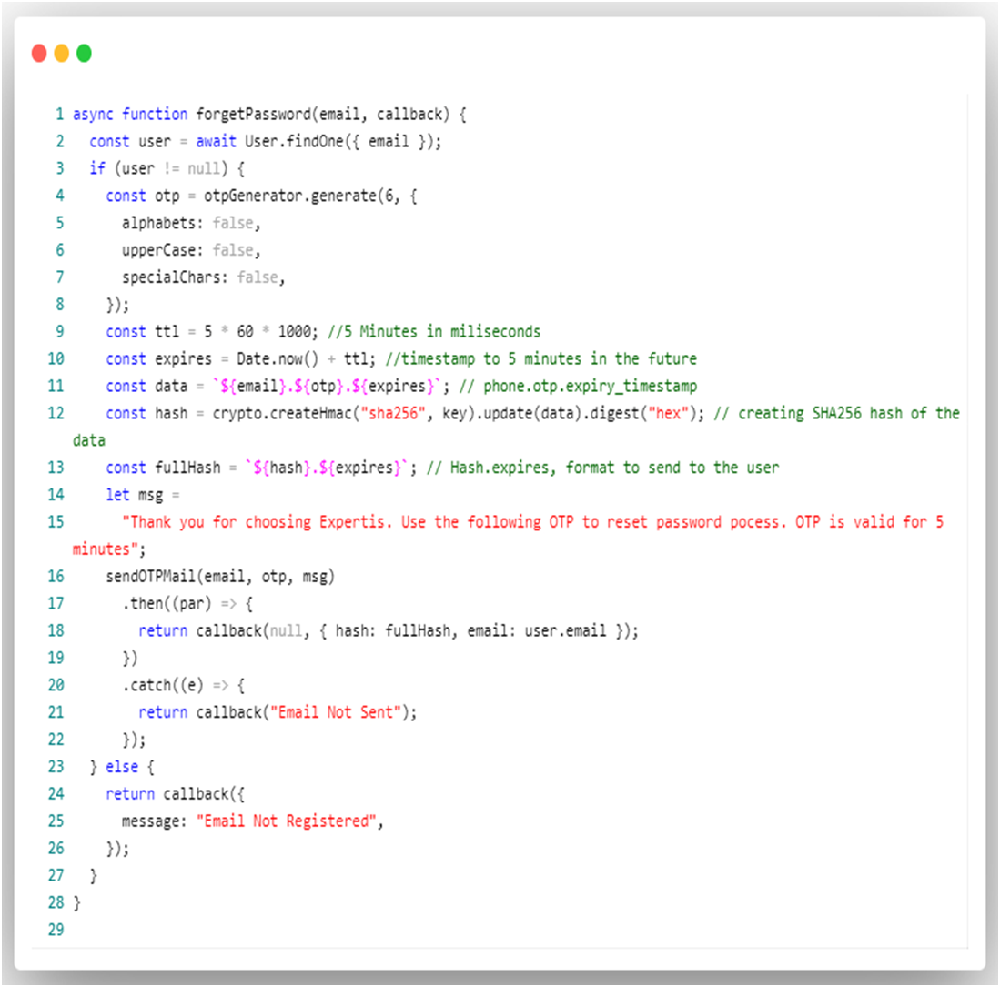 1 async function forgetPassword(email, callback) {
2   const user = await User.findOne({ email });
3   if (user != null) {
4     const otp = otpGenerator.generate(6, {
5       alphabets: false,
6       upperCase: false,
7       specialChars: false,
8     });
9     const ttl = 5 * 60 * 1000; //5 Minutes in miliseconds
10     const expires = Date.now() + ttl; //timestamp to 5 minutes in the future
11     const data = `${email}.${otp}.${expires}`; // phone.otp.expiry_timestamp
12     const hash = crypto.createHmac("sha256", key).update(data).digest("hex"); // creating SHA256 hash of the
data
13     const fullHash = `${hash}.${expires}`; // Hash.expires, format to send to the user
14     let msg =
15       "Thank you for choosing Expertis. Use the following OTP to reset password pocess. OTP is valid for 5
minutes";
16     sendOTPMail(email, otp, msg)
17       .then((par) => {
18         return callback(null, { hash: fullHash, email: user.email });
19       })
20       .catch((e) => {
21         return callback("Email Not Sent");
22       });
23   } else {
24     return callback({
25       message: "Email Not Registered",
26     });
27   }
28 }
29